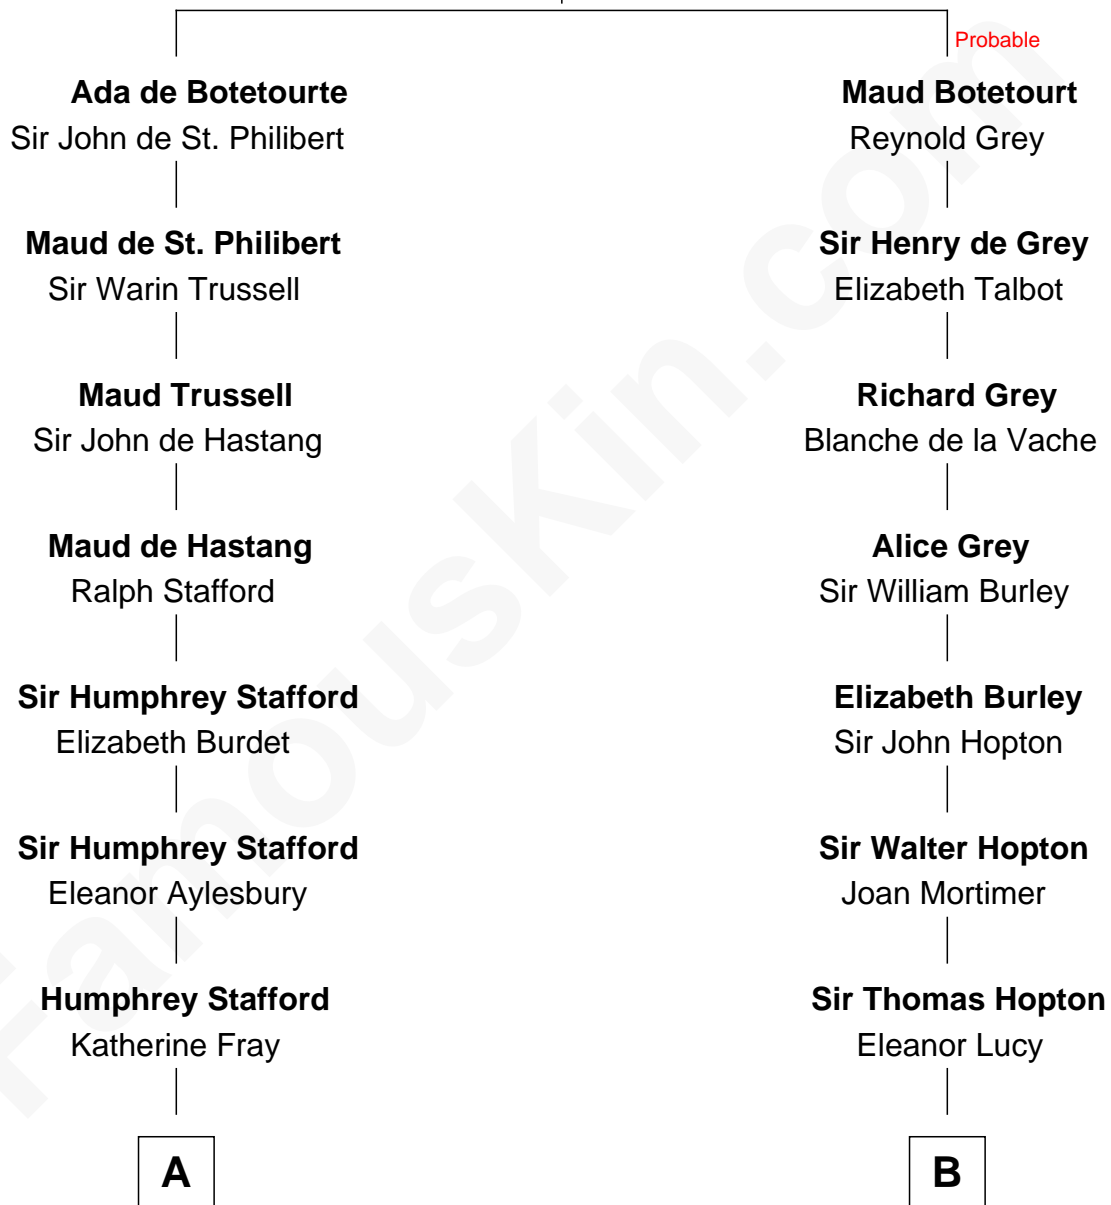 Probable
Ada de Botetourte
Sir John de St. Philibert
Maud Botetourt
Reynold Grey
Maud de St. Philibert
Sir Warin Trussell
Sir Henry de Grey
Elizabeth Talbot
Maud Trussell
Sir John de Hastang
Richard Grey
Blanche de la Vache
Maud de Hastang
Ralph Stafford
Alice Grey
Sir William Burley
Sir Humphrey Stafford
Elizabeth Burdet
Elizabeth Burley
Sir John Hopton
Sir Humphrey Stafford
Eleanor Aylesbury
Sir Walter Hopton
Joan Mortimer
Humphrey Stafford
Katherine Fray
Sir Thomas Hopton
Eleanor Lucy
A
B
FamousKin.com